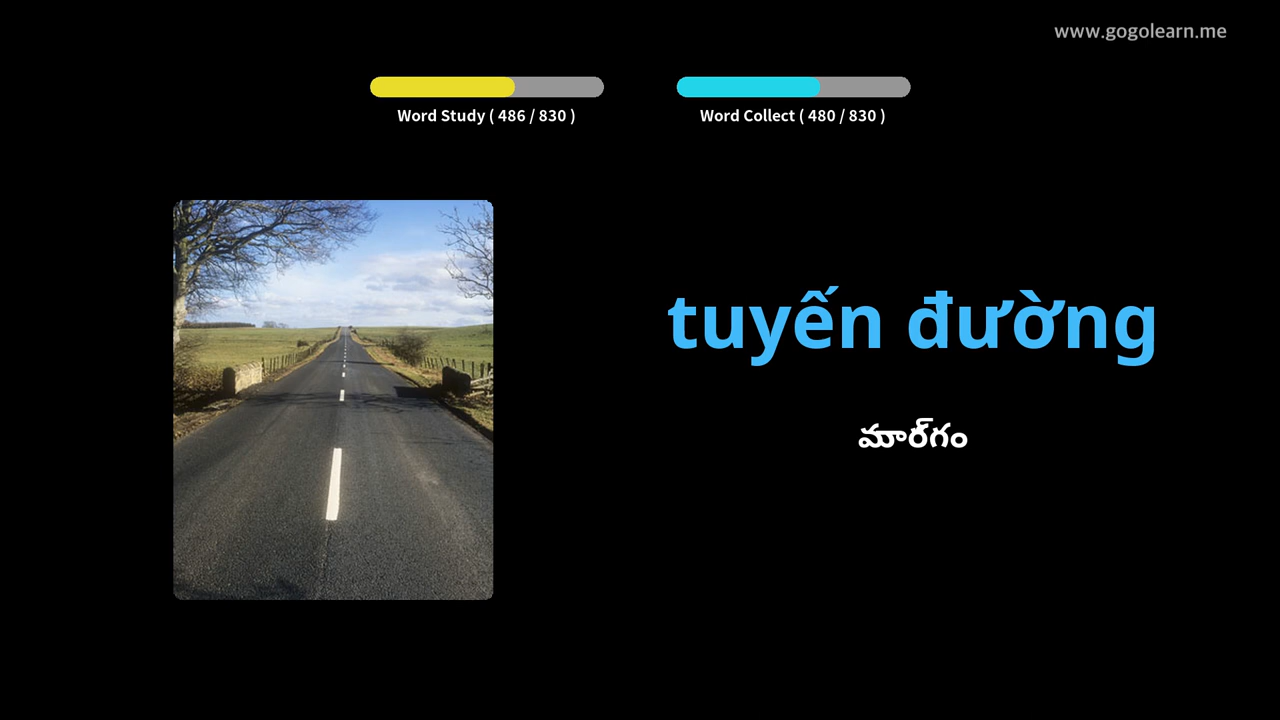 www.gogolearn.me
Word Study ( 486 / 830 )
Word Collect ( 480 / 830 )
tuyến đường
మార్‌గం